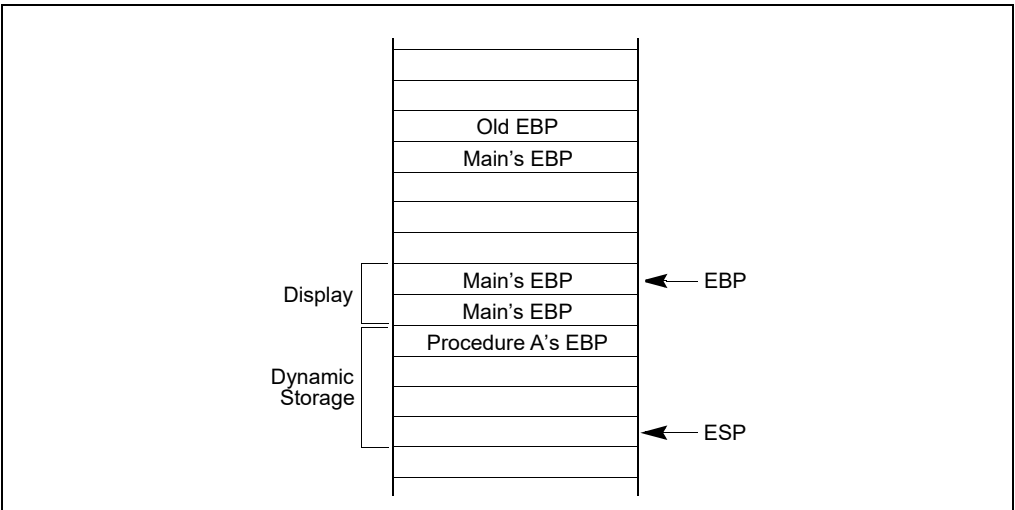 Old EBP
Main's EBP
Main's EBP
EBP
Display
Main's EBP
Procedure A's EBP
Dynamic
Storage
ESP